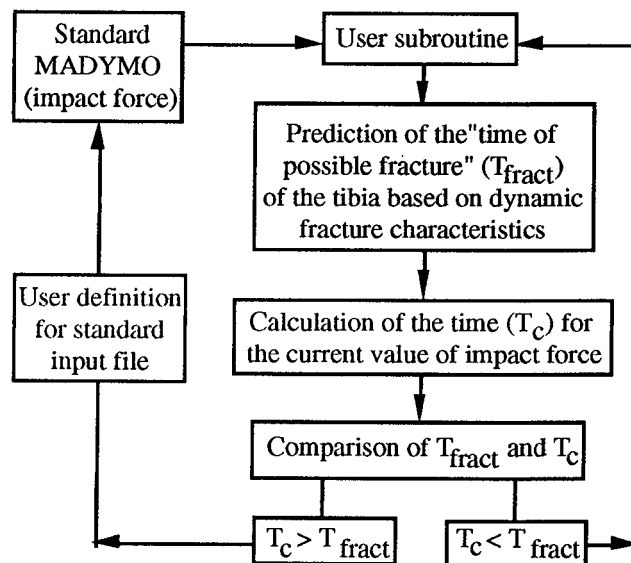 Standard
MADYMO
(impact force)
User subroutine
Prediction of the"time of
possible fracture" (Tfract)
of the tibia based on dynamic
fracture characteristics
User definition
for standard
input file
Calculation of the time (Tc) for
the current value of impact force
Comparison of Tfract and Tc
Tc > Tfract
Tc < Tfract